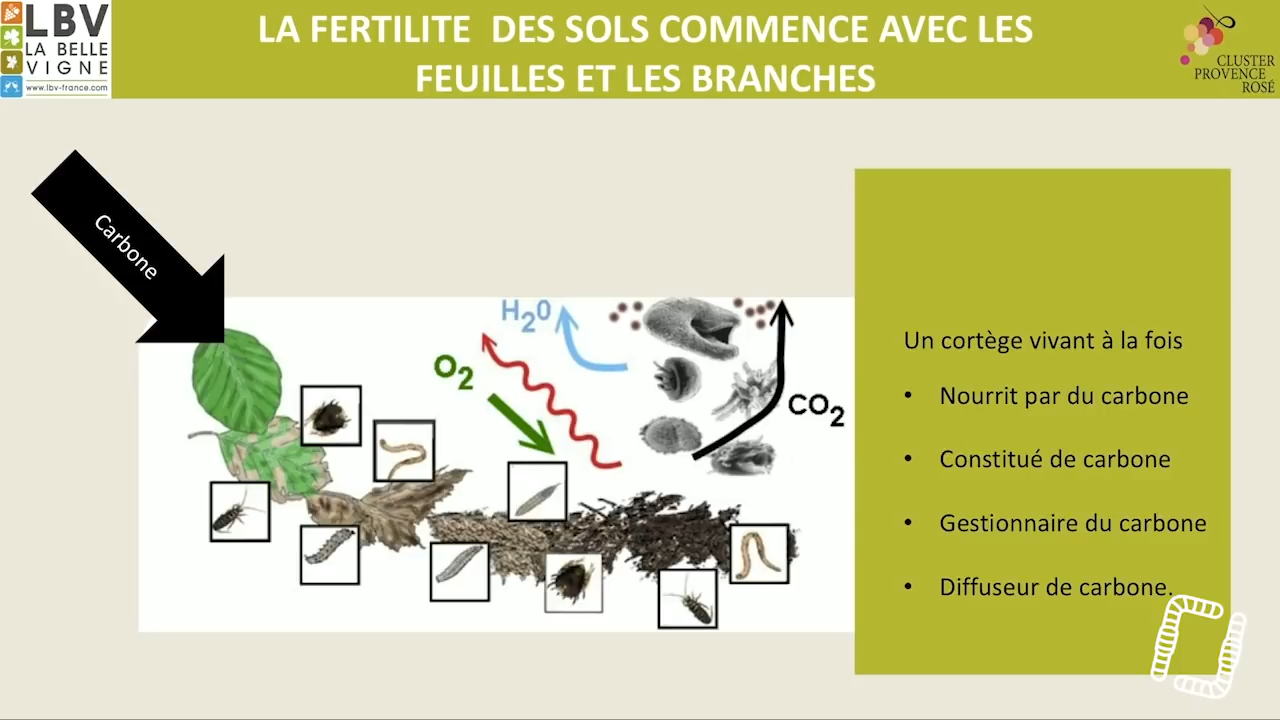 LBV
LA BELLE
VIGNE
www.lbv-france.com
LA FERTILITE DES SOLS COMMENCE AVEC LES
FEUILLES ET LES BRANCHES
CLUSTER
PROVENCE
ROSÉ
Carbone
H20
O2
CO2
Un cortège vivant à la fois
• Nourrit par du carbone
• Constitué de carbone
• Gestionnaire du carbone
• Diffuseur de carbone.